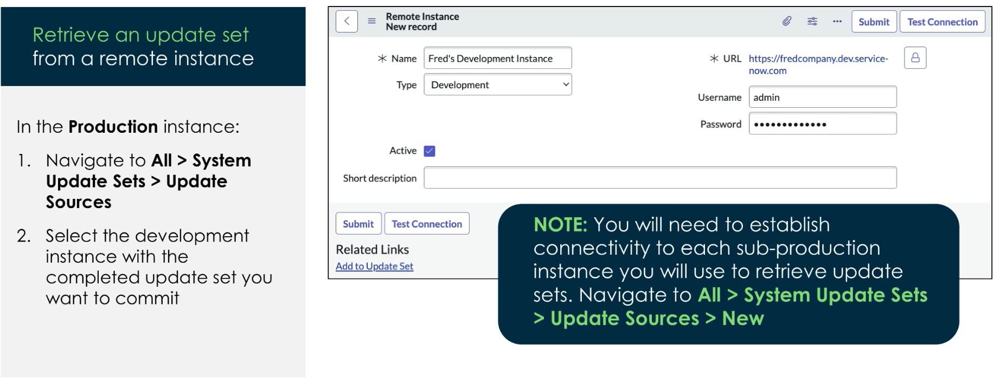 Retrieve an update set
from a remote instance
In the Production instance:
1. Navigate to All > System
Update Sets > Update
Sources
2. Select the development
instance with the
completed update set you
want to commit
Remote Instance
New record
Submit
Test Connection
Name
Fred's Development Instance
Type
Development
URL
https://fredcompany.dev.service-
now.com
Username
admin
Password
•••••••••••••
Active
Short description
Submit
Test Connection
Related Links
Add to Update Set
NOTE: You will need to establish
connectivity to each sub-production
instance you will use to retrieve update
sets. Navigate to All > System Update Sets
> Update Sources > New